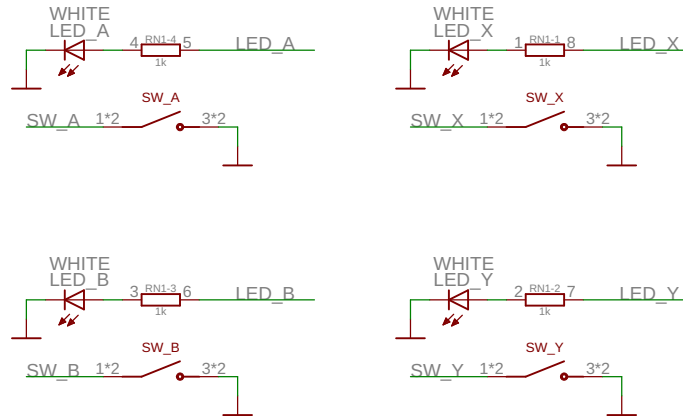 WHITE
LED_A
4 RN1-4 5 LED_A
1k
SW_A
SW_A 1*2 3*2
WHITE
LED_X
1 RN1-1 8 LED_X
1k
SW_X
SW_X 1*2 3*2
WHITE
LED_B
3 RN1-3 6 LED_B
1k
SW_B
SW_B 1*2 3*2
WHITE
LED_Y
2 RN1-2 7 LED_Y
1k
SW_Y
SW_Y 1*2 3*2